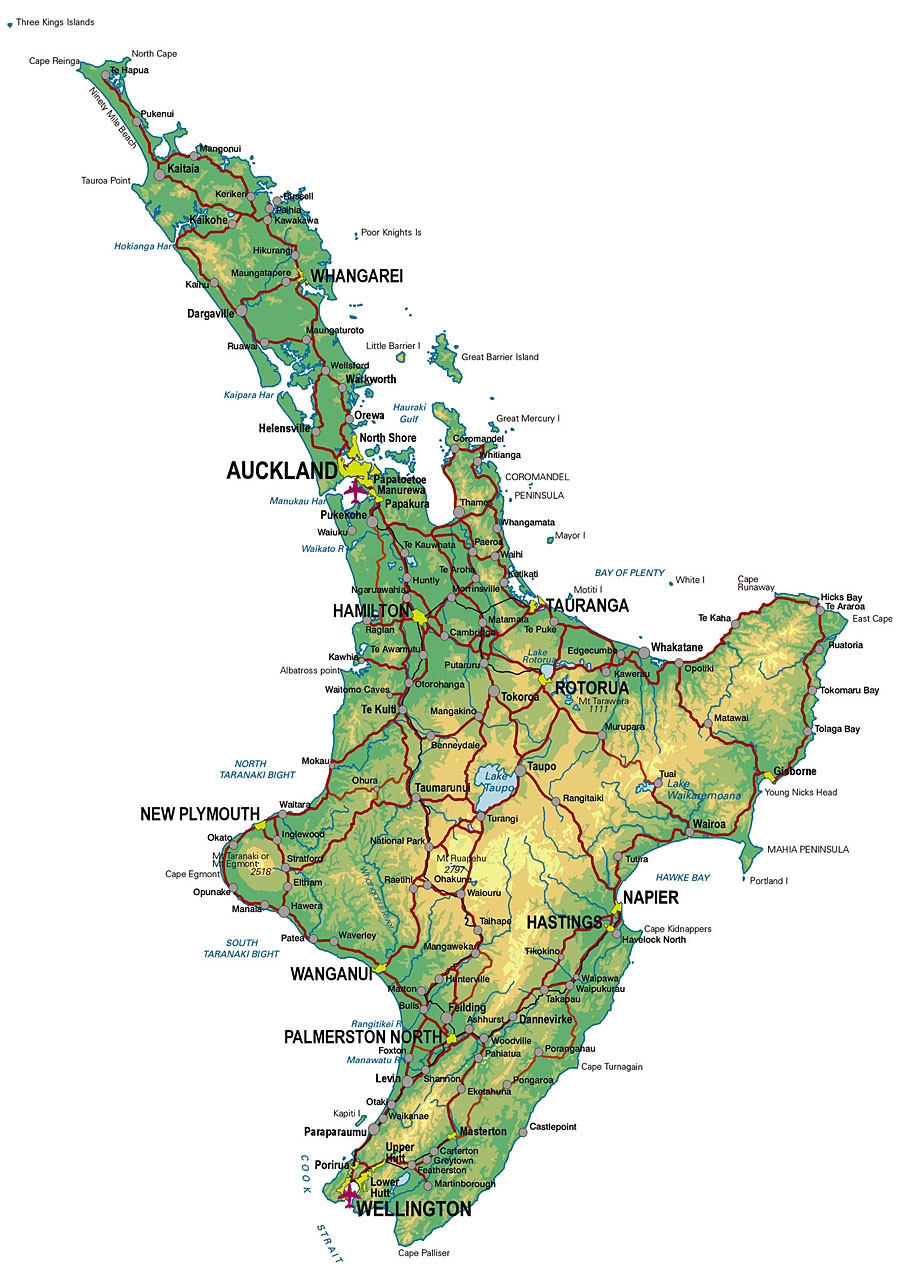 Three Kings Islands
North Cape
Cape Reinga
Te Hapua
Ninety Mile Beach
Pukenui
Mangonui
Kaitaia
Tauroa Point
Kerikeri
Russell
Paihia
Kaikohe
Kawakawa
Poor Knights Is
Hokianga Har
Hikurangi
Maungatapere
WHANGAREI
Kaihu
Dargaville
Maungaturoto
Ruawai
Little Barrier I
Great Barrier Island
Wellsford
Warkworth
Kaipara Har
Hauraki
Gulf
Orewa
Great Mercury I
Helensville
North Shore
Coromandel
Whitianga
AUCKLAND
Papatoetoe
COROMANDEL
PENINSULA
Manurewa
Manukau Har
Papakura
Thames
Pukekohe
Whangamata
Waiuku
Mayor I
Waikato R
Te Kauwhata
Paeroa
Waihi
Te Aroha
Katikati
BAY OF PLENTY
Huntly
White I
Cape
Runaway
Ngaruawahia
Morrinsville
Motiti I
Hicks Bay
HAMILTON
TAURANGA
Te Araroa
Te Kaha
East Cape
Matamata
Raglan
Cambridge
Te Puke
Whakatane
Ruatoria
Te Awamutu
Edgecumbe
Kawhia
Lake
Rotorua
Putaruru
Opotiki
Albatross point
Kawerau
Otorohanga
ROTORUA
Waitomo Caves
Tokoroa
Tokomaru Bay
Mt Tarawera
1111
Te Kuiti
Mangakino
Matawai
Murupara
Tolaga Bay
Benneydale
NORTH
TARANAKI BIGHT
Mokau
Taupo
Gisborne
Ohura
Lake
Taupo
Tuai
Lake
Waikaremoana
Taumarunui
Young Nicks Head
Rangitaiki
Waitara
NEW PLYMOUTH
Turangi
Wairoa
Okato
Inglewood
National Park
MAHIA PENINSULA
Mt Taranaki or
Mt Egmont
2518
Stratford
Mt Ruapehu
2797
Tutira
Cape Egmont
Eltham
Raetihi
Ohakune
HAWKE BAY
Portland I
Opunake
Waiouru
Whanganui River
NAPIER
Manaia
Hawera
Taihape
HASTINGS
Cape Kidnappers
Patea
Waverley
Havelock North
SOUTH
TARANAKI BIGHT
Mangaweka
Tikokino
WANGANUI
Hunterville
Waipawa
Marton
Waipukurau
Bulls
Takapau
Feilding
Rangitikei R
Ashhurst
Dannevirke
PALMERSTON NORTH
Woodville
Foxton
Pahiatua
Porangahau
Manawatu R
Cape Turnagain
Levin
Shannon
Pongaroa
Eketahuna
Otaki
Kapiti I
Waikanae
Castlepoint
Paraparaumu
Masterton
Upper
Hutt
Carterton
Porirua
Greytown
Featherston
COOK
Lower
Hutt
Martinborough
WELLINGTON
STRAIT
Cape Palliser